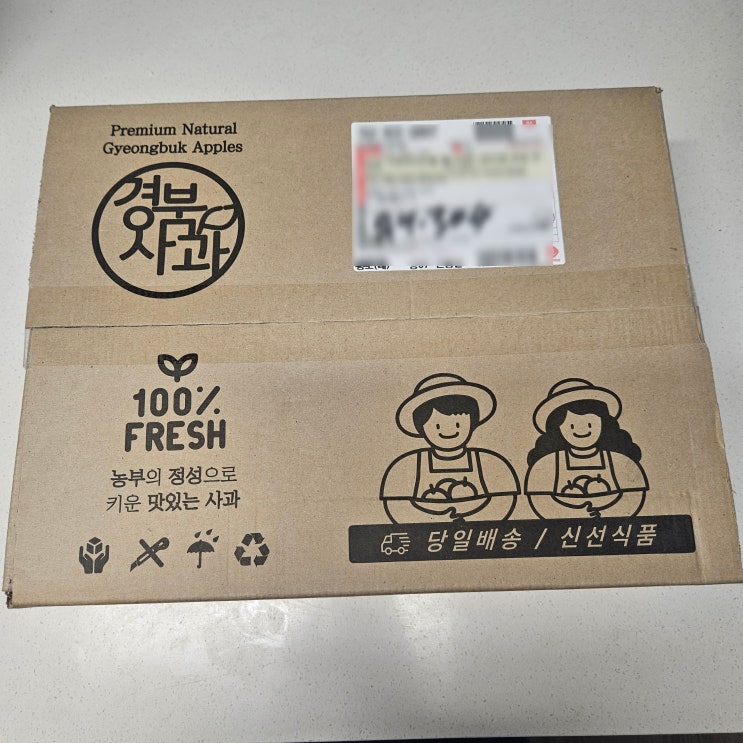 Premium Natural
Gyeongbuk Apples
경북
사과
100%
FRESH
농부의 정성으로
키운 맛있는 사과
당일배송 / 신선식품